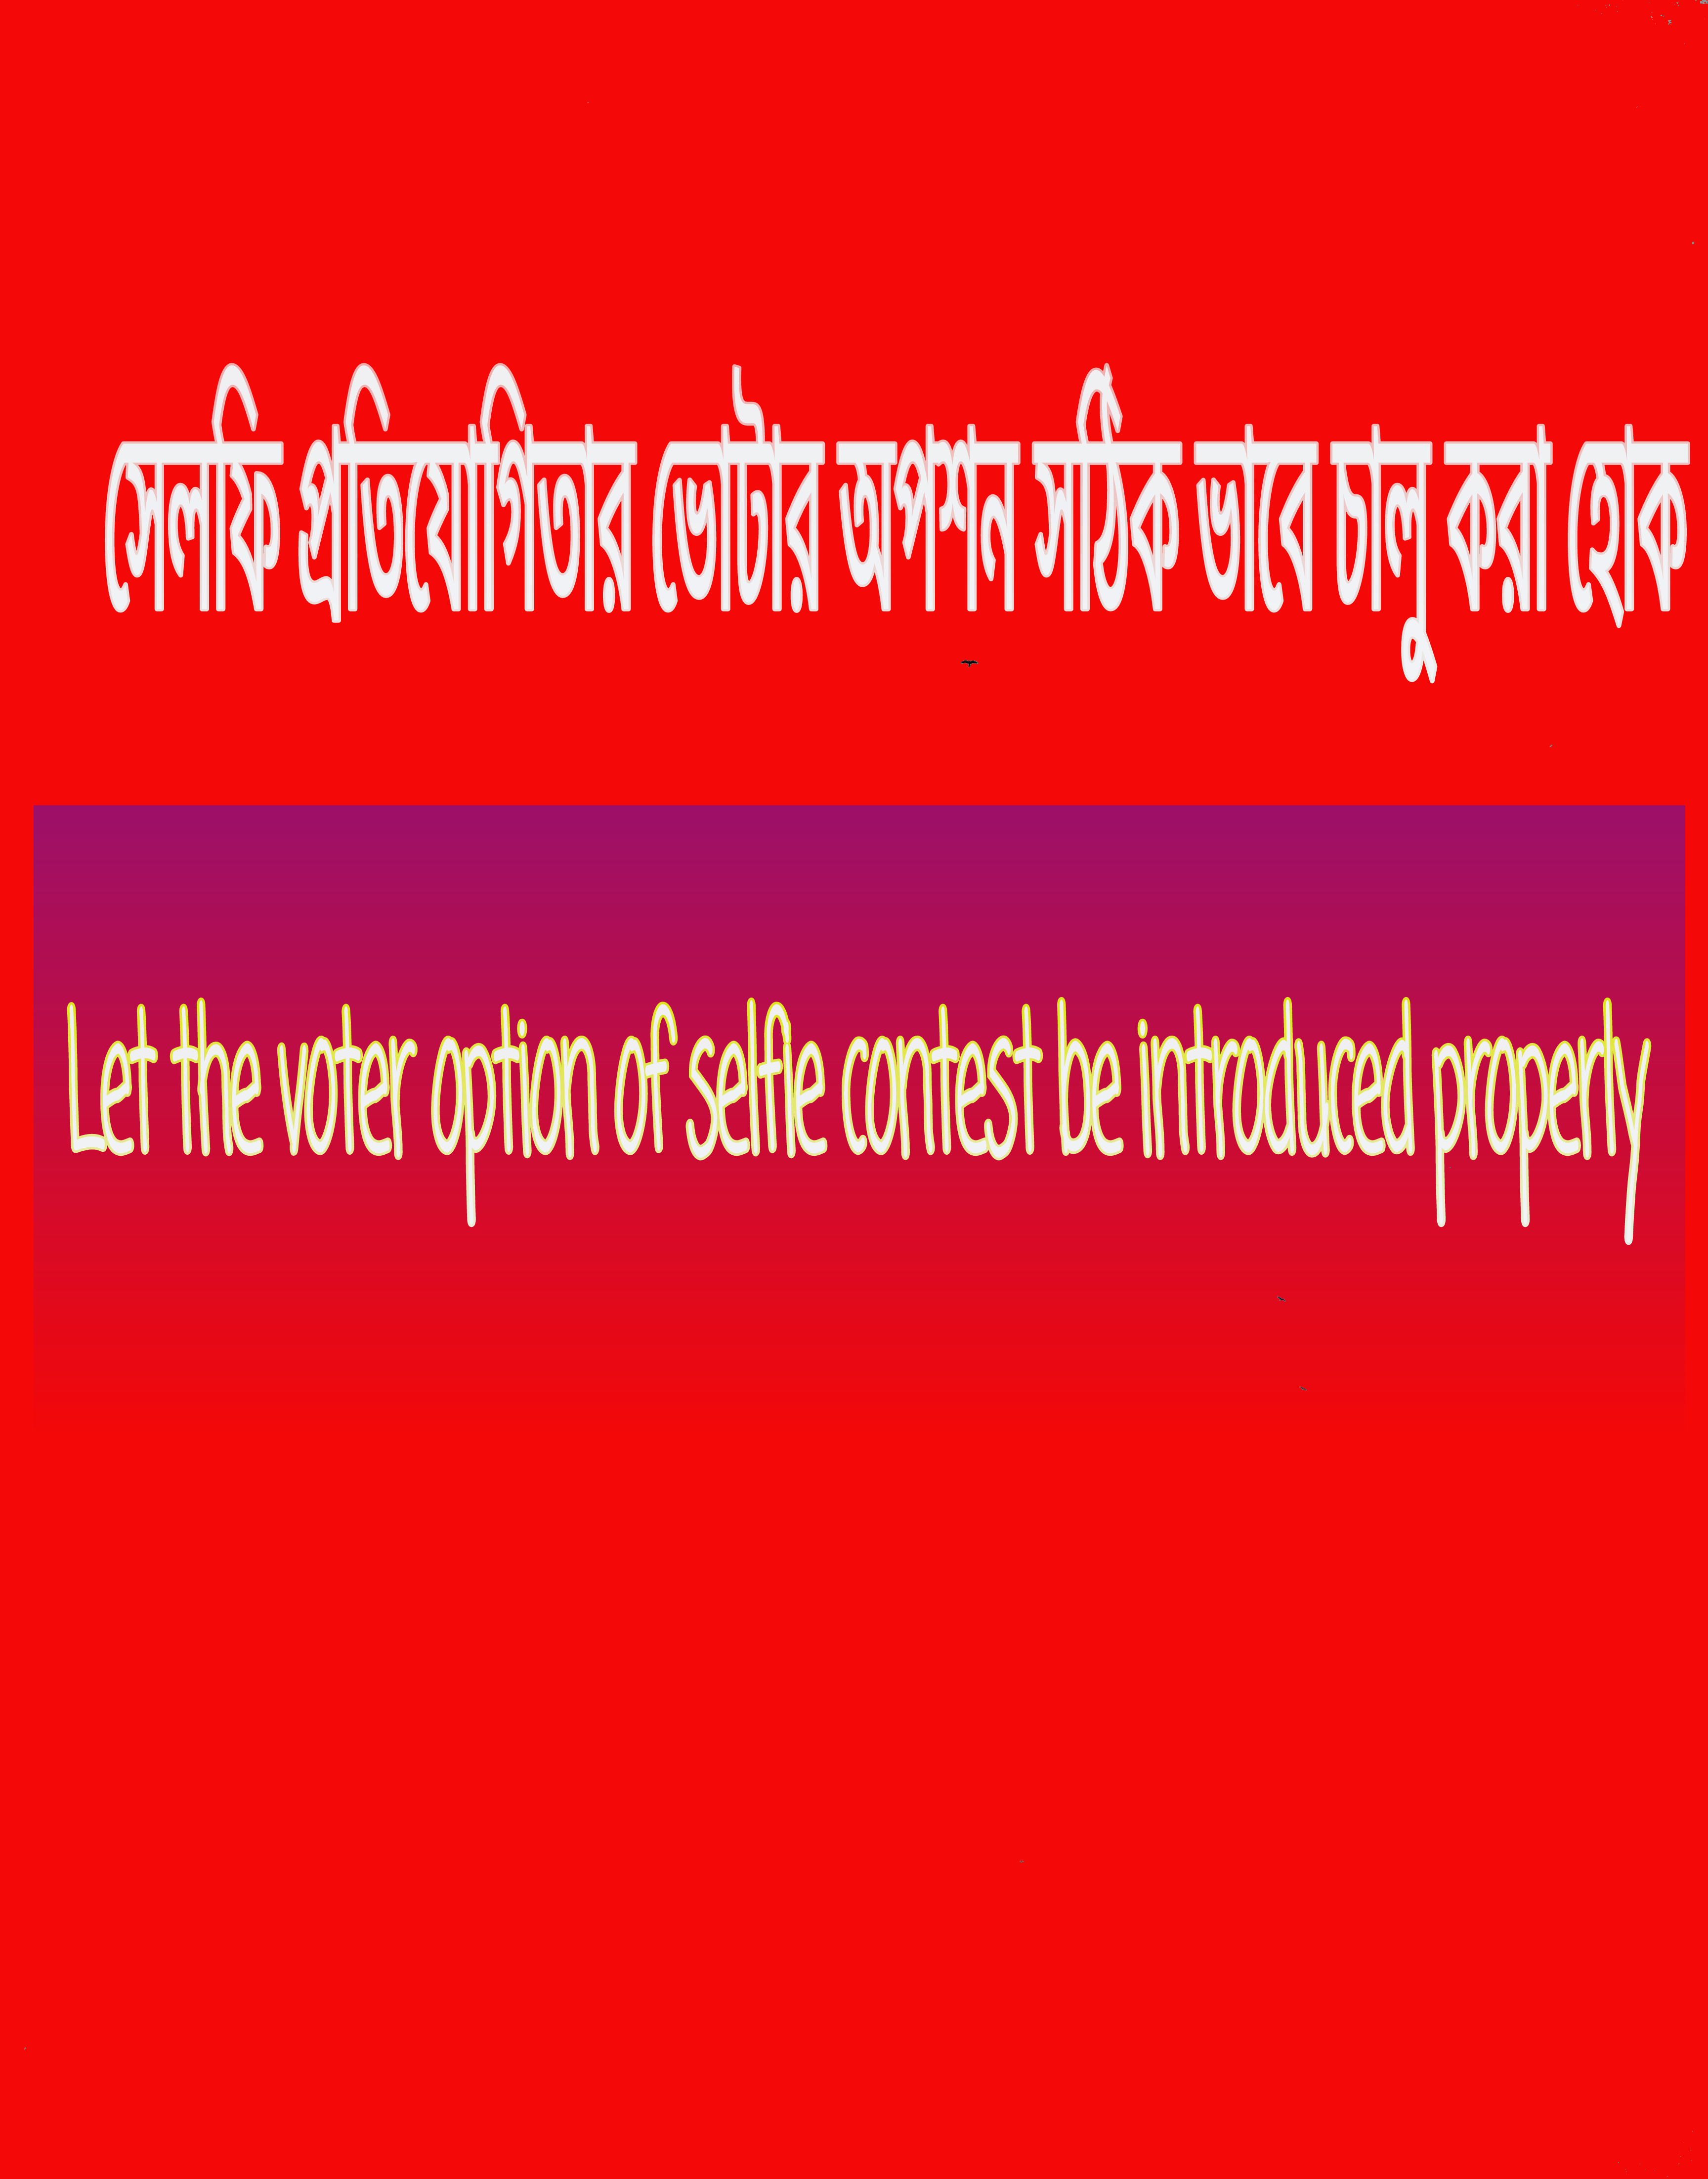 সেলফি প্রতিযোগিতার ভোটার অপশন সঠিক ভাবে চালু করা হোক
Let the voter option of selfie contest be introduced properly